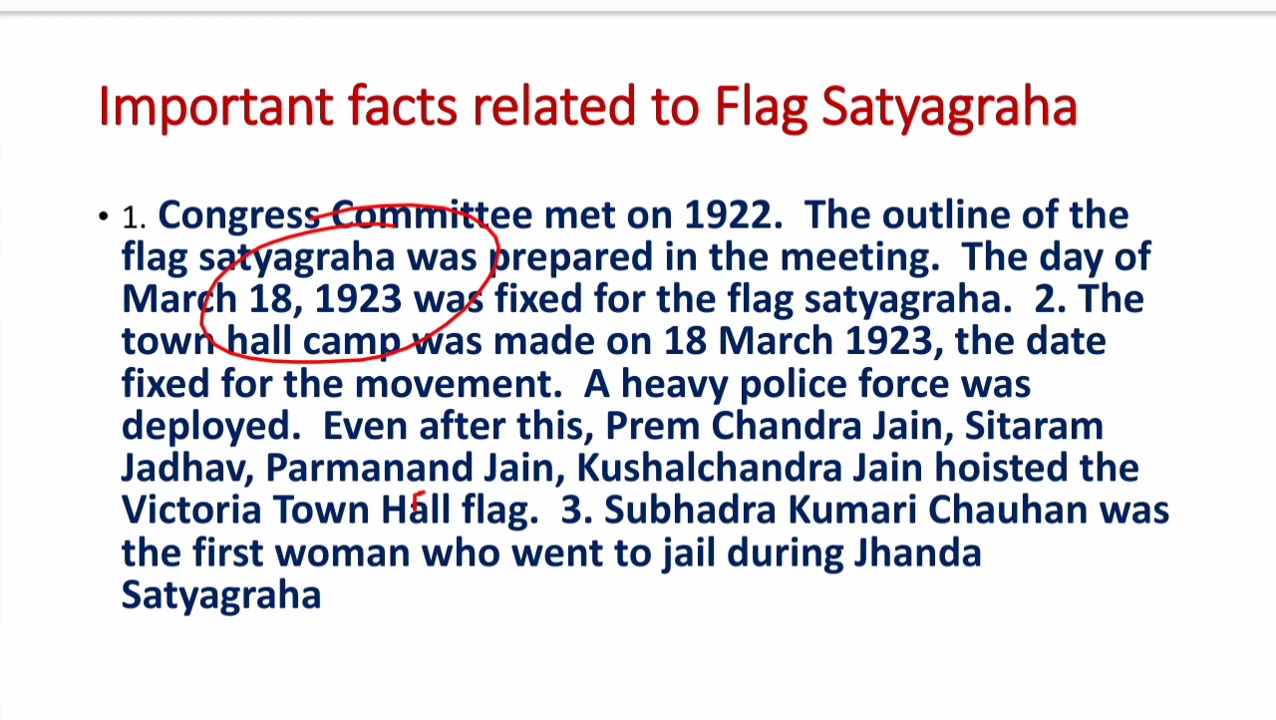 Important facts related to Flag Satyagraha
• 1. Congress Committee met on 1922. The outline of the
flag satyagraha was prepared in the meeting. The day of
March 18, 1923 was fixed for the flag satyagraha. 2. The
town hall camp was made on 18 March 1923, the date
fixed for the movement. A heavy police force was
deployed. Even after this, Prem Chandra Jain, Sitaram
Jadhav, Parmanand Jain, Kushalchandra Jain hoisted the
Victoria Town Hall flag. 3. Subhadra Kumari Chauhan was
the first woman who went to jail during Jhanda
Satyagraha